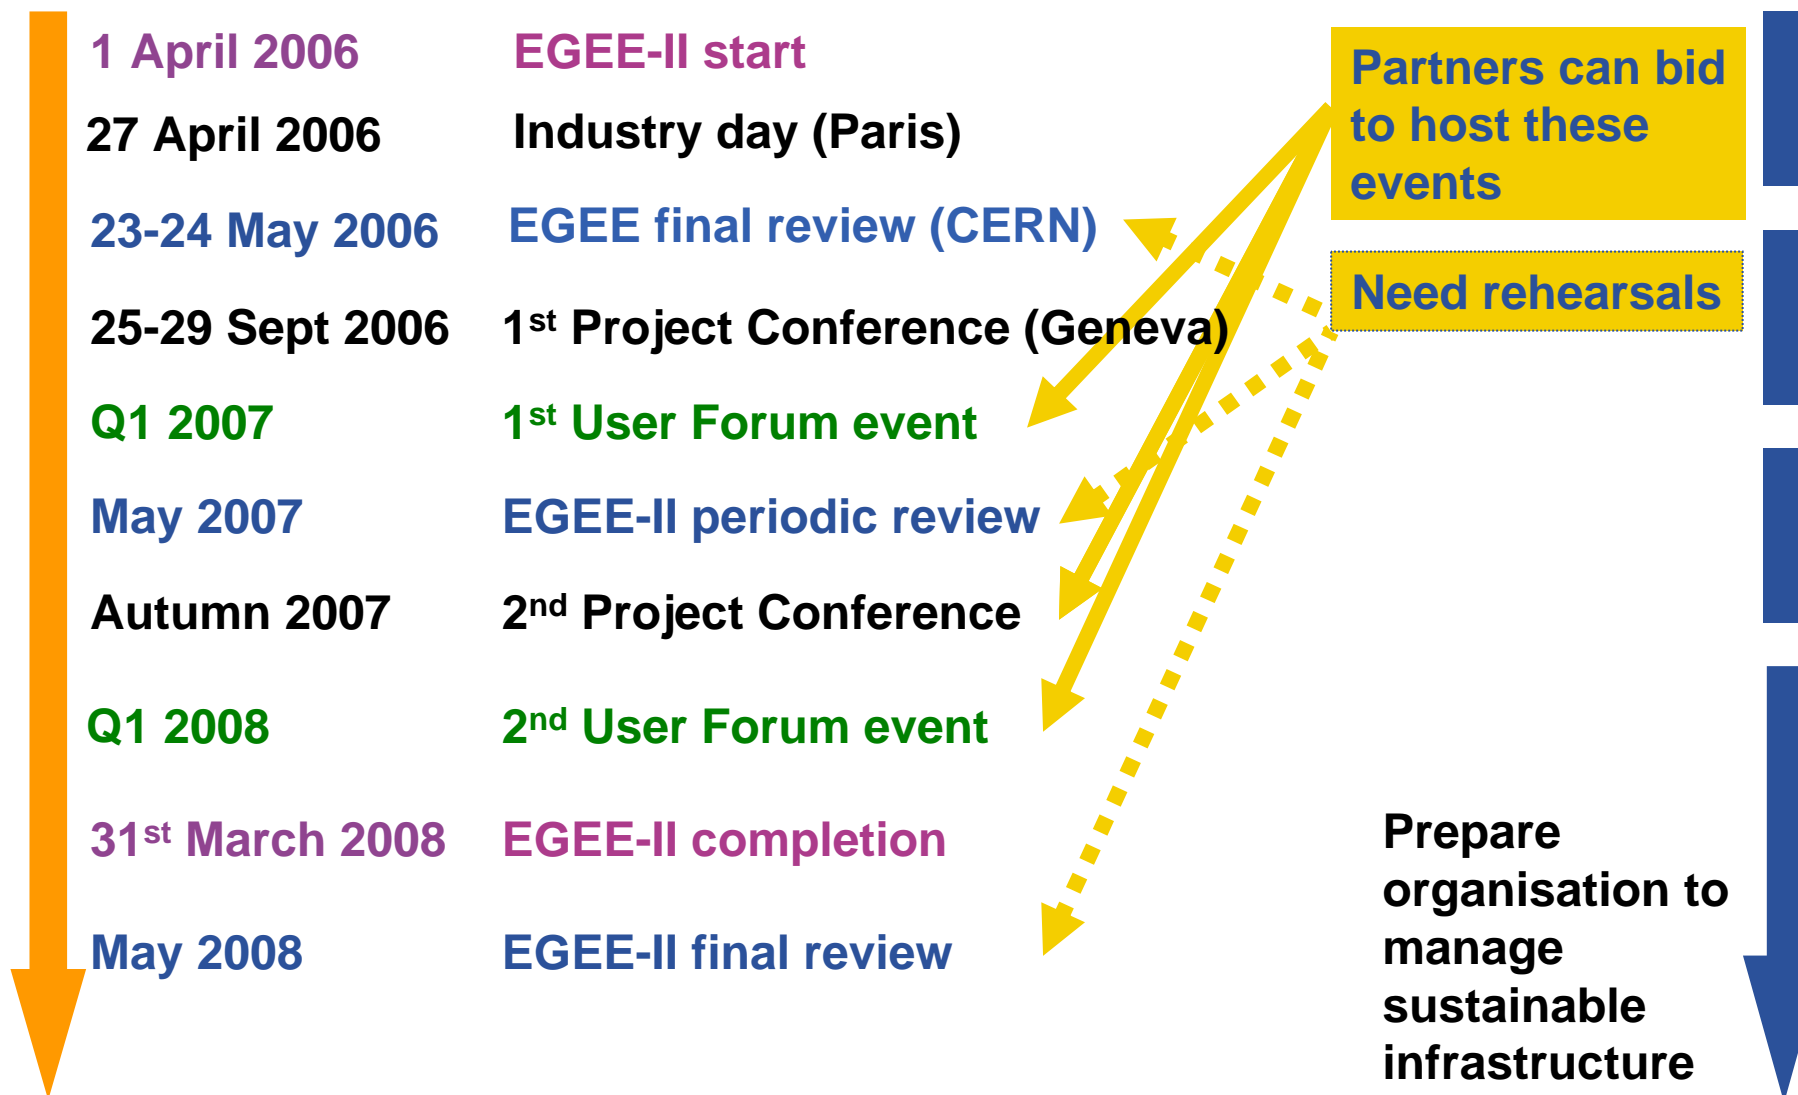 1 April 2006 EGEE-II start
27 April 2006 Industry day (Paris)
23-24 May 2006 EGEE final review (CERN)
25-29 Sept 2006 1st Project Conference (Geneva)
Q1 2007 1st User Forum event
May 2007 EGEE-II periodic review
Autumn 2007 2nd Project Conference
Q1 2008 2nd User Forum event
31st March 2008 EGEE-II completion
May 2008 EGEE-II final review
Partners can bid
to host these
events
Need rehearsals
Prepare
organisation to
manage
sustainable
infrastructure